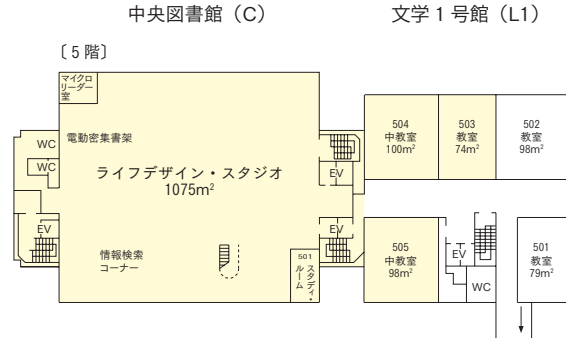 中央図書館（C）
文学1号館（L1）
〔5階〕
マイクロ
リーダー
室
電動密集書架
WC
WC
ライフデザイン・スタジオ
1075m²
EV
情報検索
コーナー
501
スタディ・
ルーム
EV
EV
504
中教室
100m²
503
教室
74m²
502
教室
98m²
505
中教室
98m²
EV
WC
501
教室
79m²